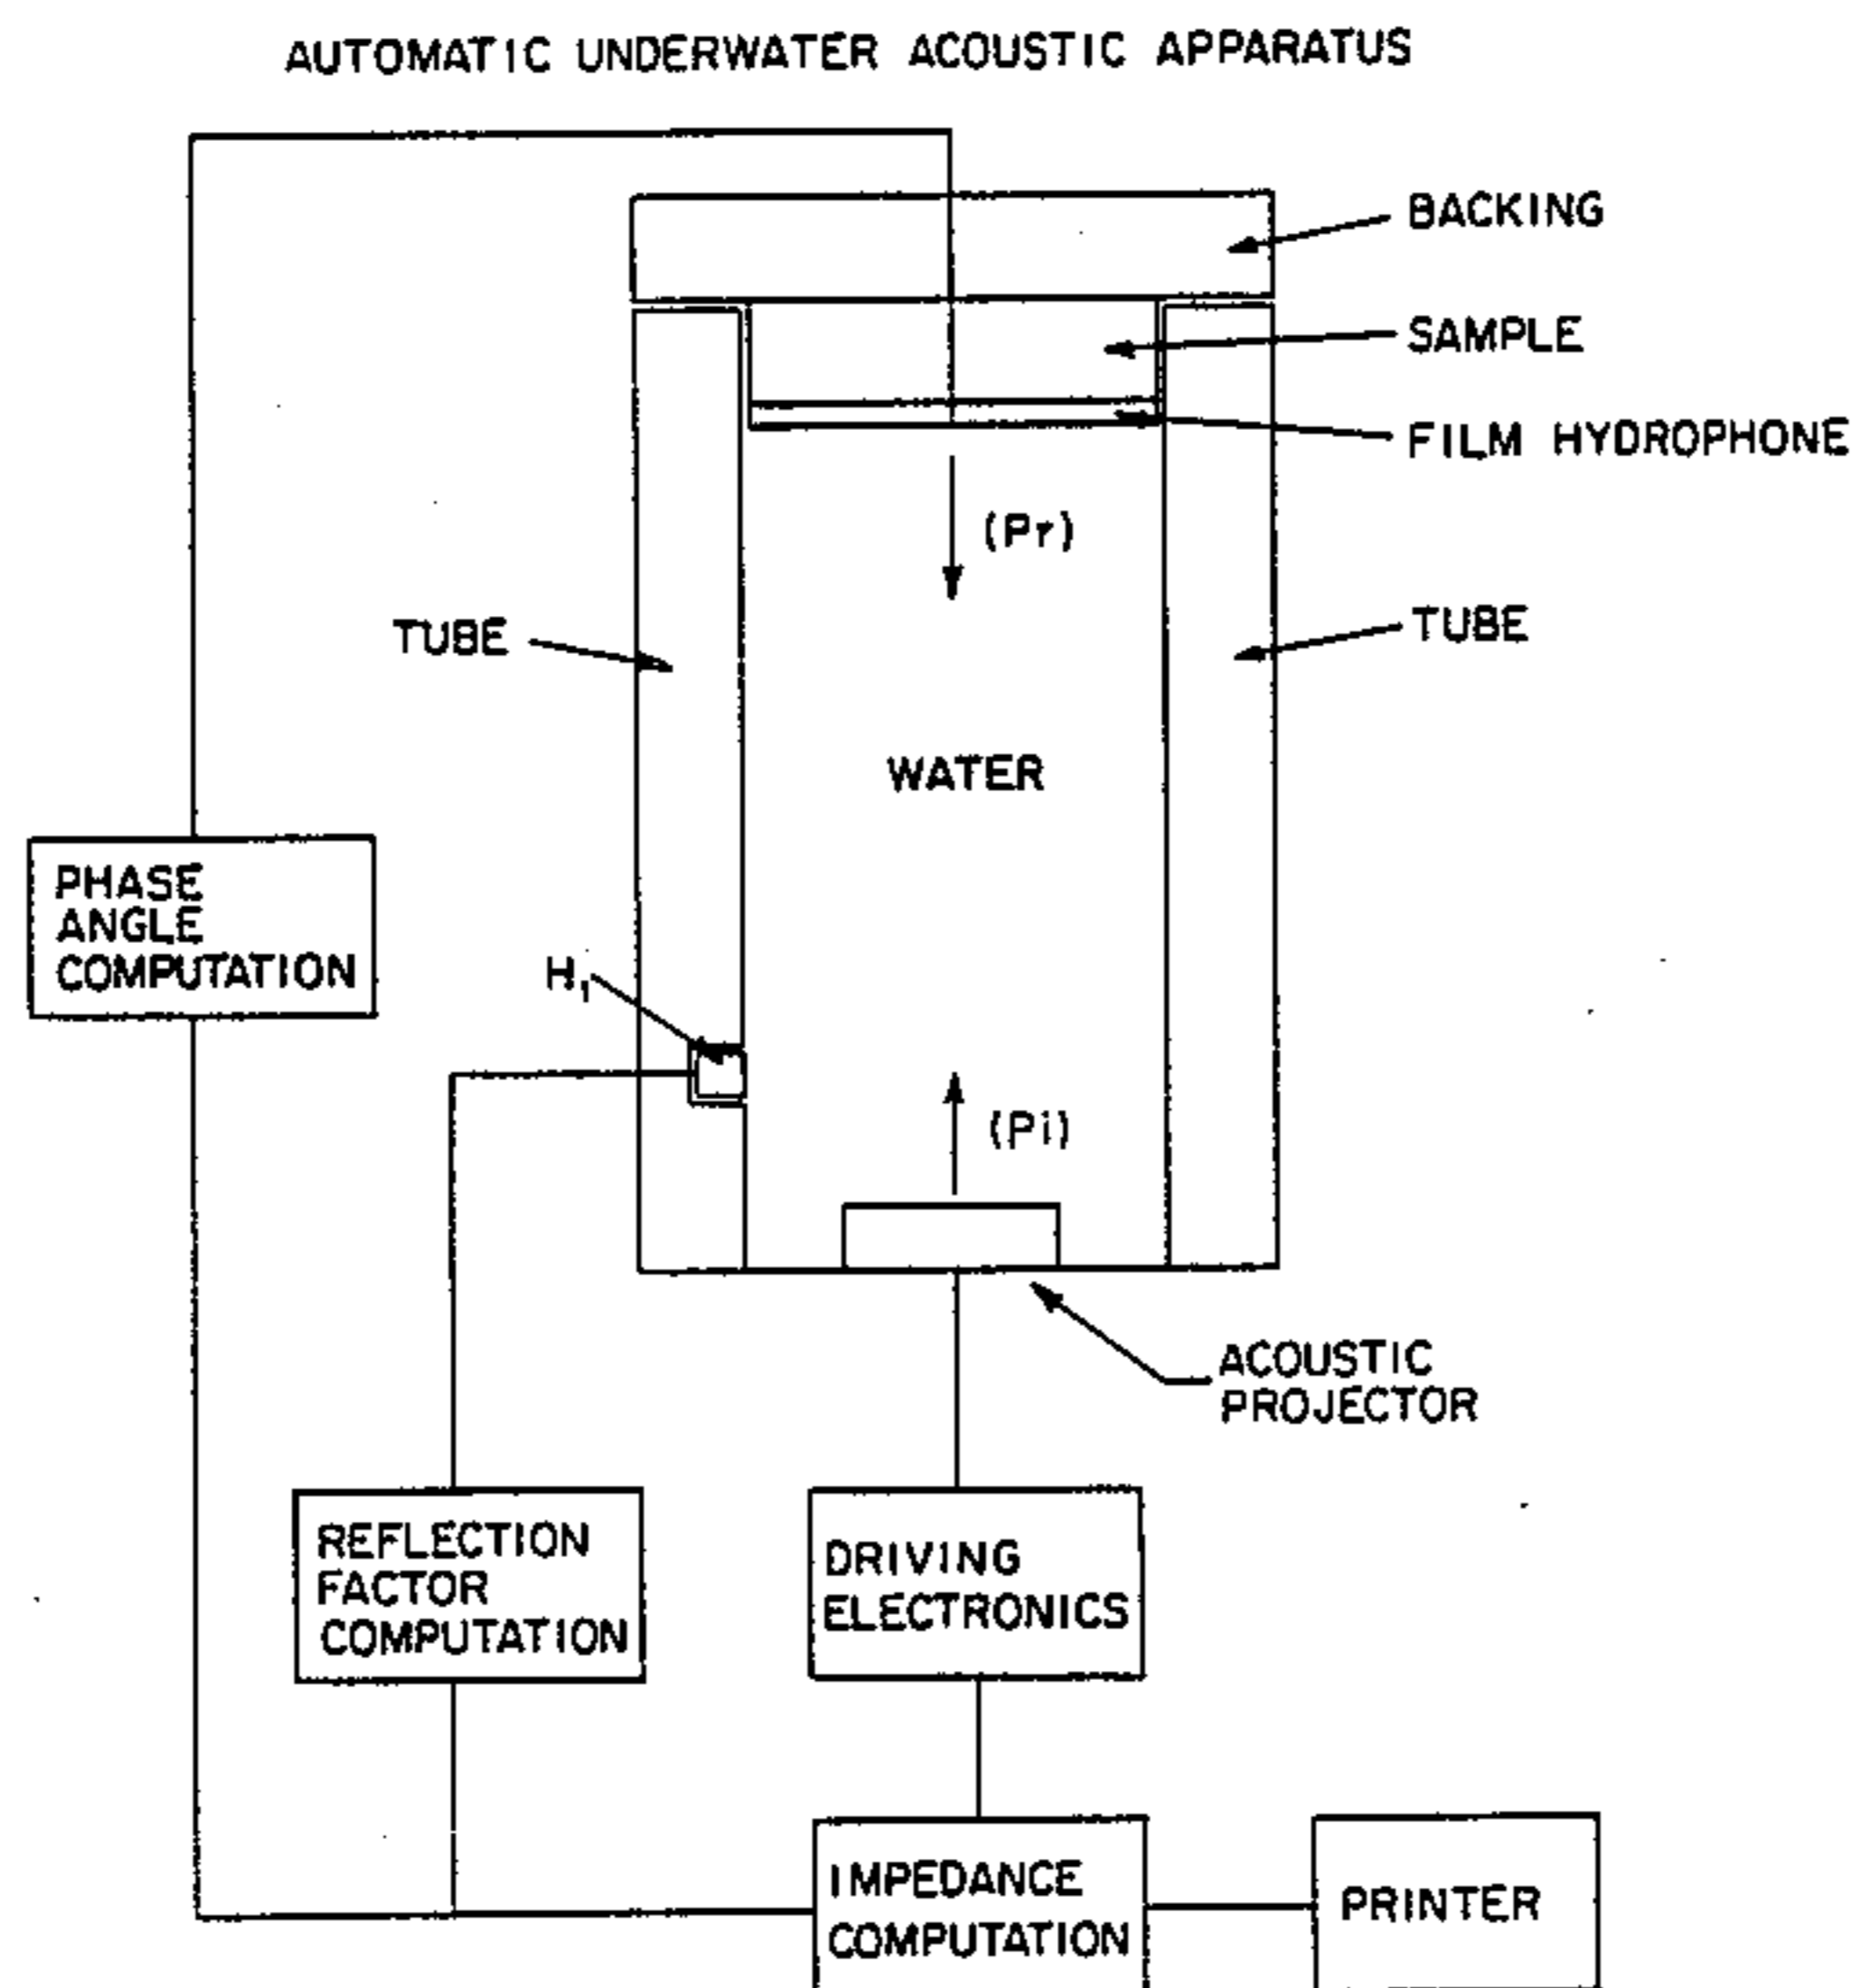 AUTOMATIC UNDERWATER ACOUSTIC APPARATUS
BACKING
SAMPLE
FILM HYDROPHONE
(Pr)
TUBE
TUBE
WATER
PHASE
ANGLE
COMPUTATION
H1
(Pi)
ACOUSTIC
PROJECTOR
REFLECTION
FACTOR
COMPUTATION
DRIVING
ELECTRONICS
IMPEDANCE
COMPUTATION
PRINTER